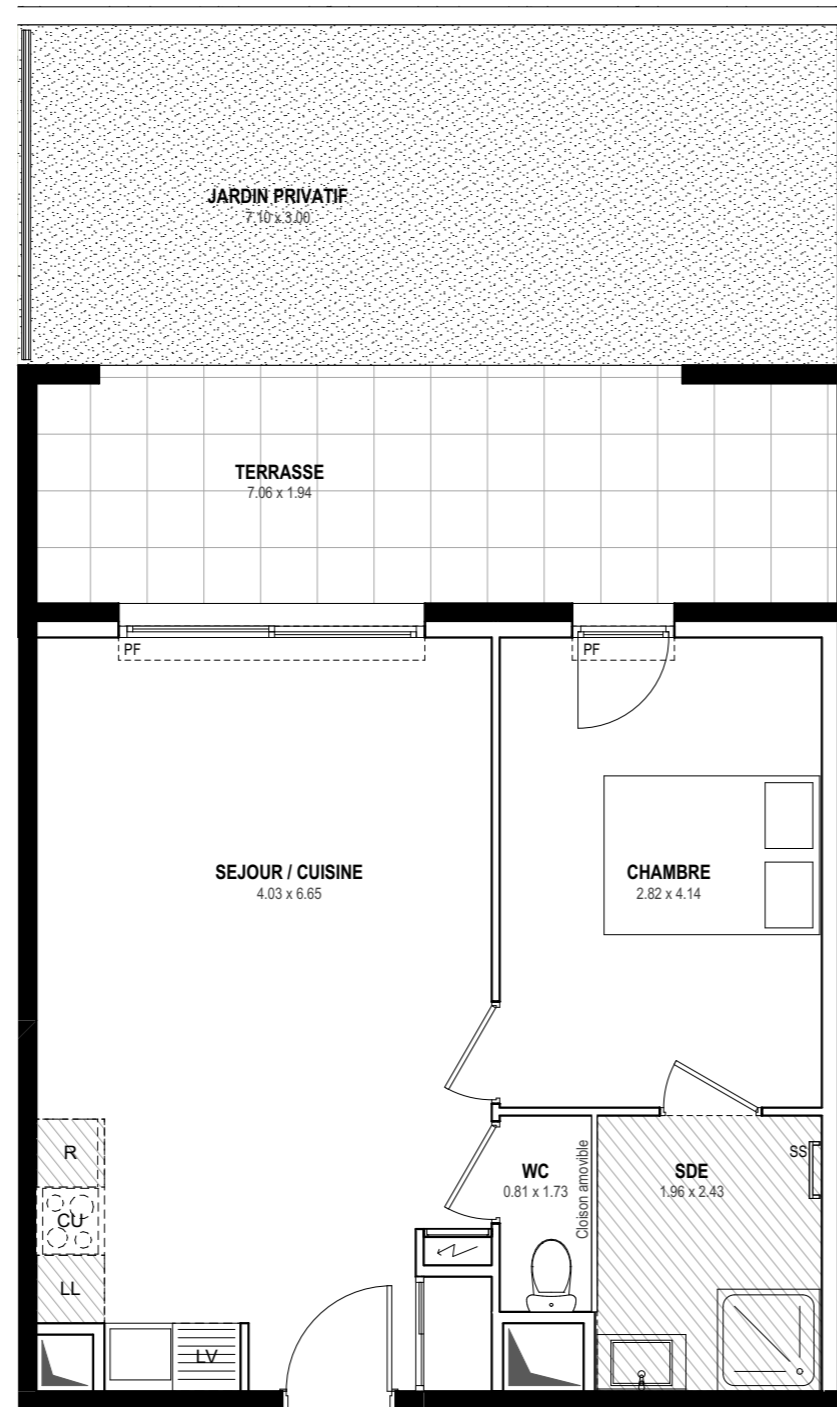 JARDIN PRIVATIF
7.10 x 3.00
TERRASSE
7.06 x 1.94
PF
PF
SEJOUR / CUISINE
4.03 x 6.65
CHAMBRE
2.82 x 4.14
R
CU
LL
LV
WC
0.81 x 1.73
Cloison amovible
SDE
1.96 x 2.43
SS